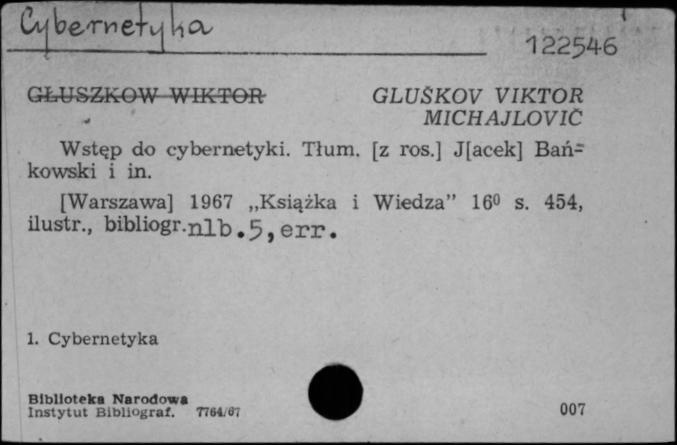 Cybernetyka
122546
GŁUSZKOW WIKTOR GLUŠKOV VIKTOR
MICHAJLOVIČ
Wstęp do cybernetyki. Tłum. [z ros.] J[acek] Bań-
kowski i in.
[Warszawa] 1967 „Książka i Wiedza” 16⁰ s. 454,
ilustr., bibliogr. nlb.5, err.
1. Cybernetyka
Biblioteka Narodowa
Instytut Bibliograf. 7764/67
007